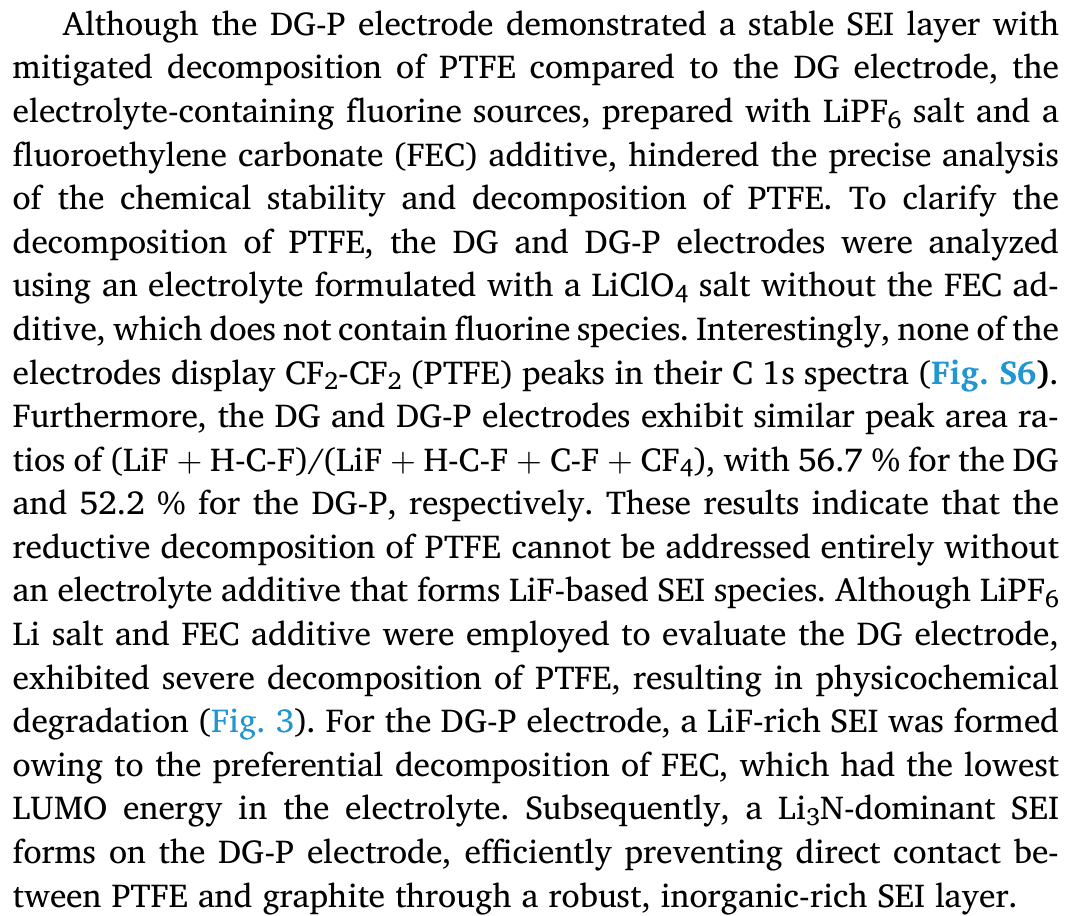 Although the DG-P electrode demonstrated a stable SEI layer with
mitigated decomposition of PTFE compared to the DG electrode, the
electrolyte-containing fluorine sources, prepared with LiPF₆ salt and a
fluoroethylene carbonate (FEC) additive, hindered the precise analysis
of the chemical stability and decomposition of PTFE. To clarify the
decomposition of PTFE, the DG and DG-P electrodes were analyzed
using an electrolyte formulated with a LiClO₄ salt without the FEC ad-
ditive, which does not contain fluorine species. Interestingly, none of the
electrodes display CF₂-CF₂ (PTFE) peaks in their C 1s spectra (Fig. S6).
Furthermore, the DG and DG-P electrodes exhibit similar peak area ra-
tios of (LiF + H-C-F)/(LiF + H-C-F + C-F + CF₄), with 56.7 % for the DG
and 52.2 % for the DG-P, respectively. These results indicate that the
reductive decomposition of PTFE cannot be addressed entirely without
an electrolyte additive that forms LiF-based SEI species. Although LiPF₆
Li salt and FEC additive were employed to evaluate the DG electrode,
exhibited severe decomposition of PTFE, resulting in physicochemical
degradation (Fig. 3). For the DG-P electrode, a LiF-rich SEI was formed
owing to the preferential decomposition of FEC, which had the lowest
LUMO energy in the electrolyte. Subsequently, a Li₃N-dominant SEI
forms on the DG-P electrode, efficiently preventing direct contact be-
tween PTFE and graphite through a robust, inorganic-rich SEI layer.